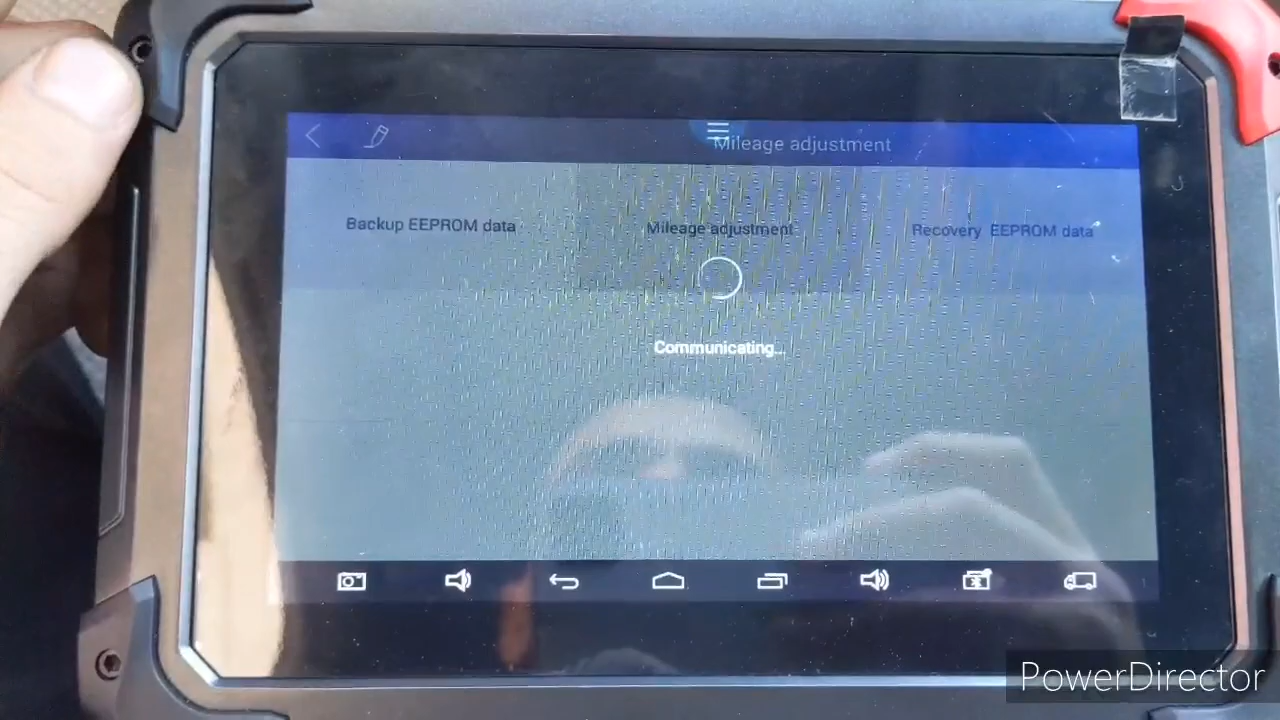 Mileage adjustment
Backup EEPROM data
Mileage adjustment
Recovery EEPROM data
Communicating...
PowerDirector